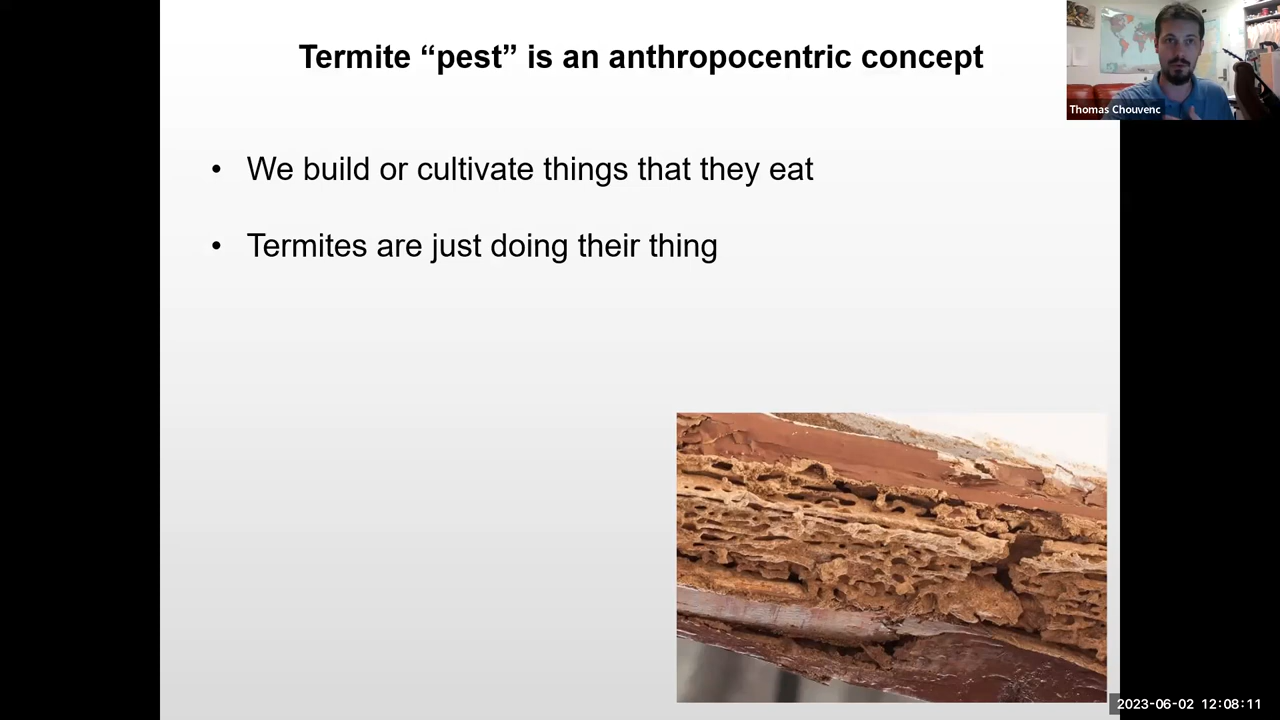 Termite “pest” is an anthropocentric concept
Thomas Chouvenc
• We build or cultivate things that they eat
• Termites are just doing their thing
2023-06-02 12:08:11